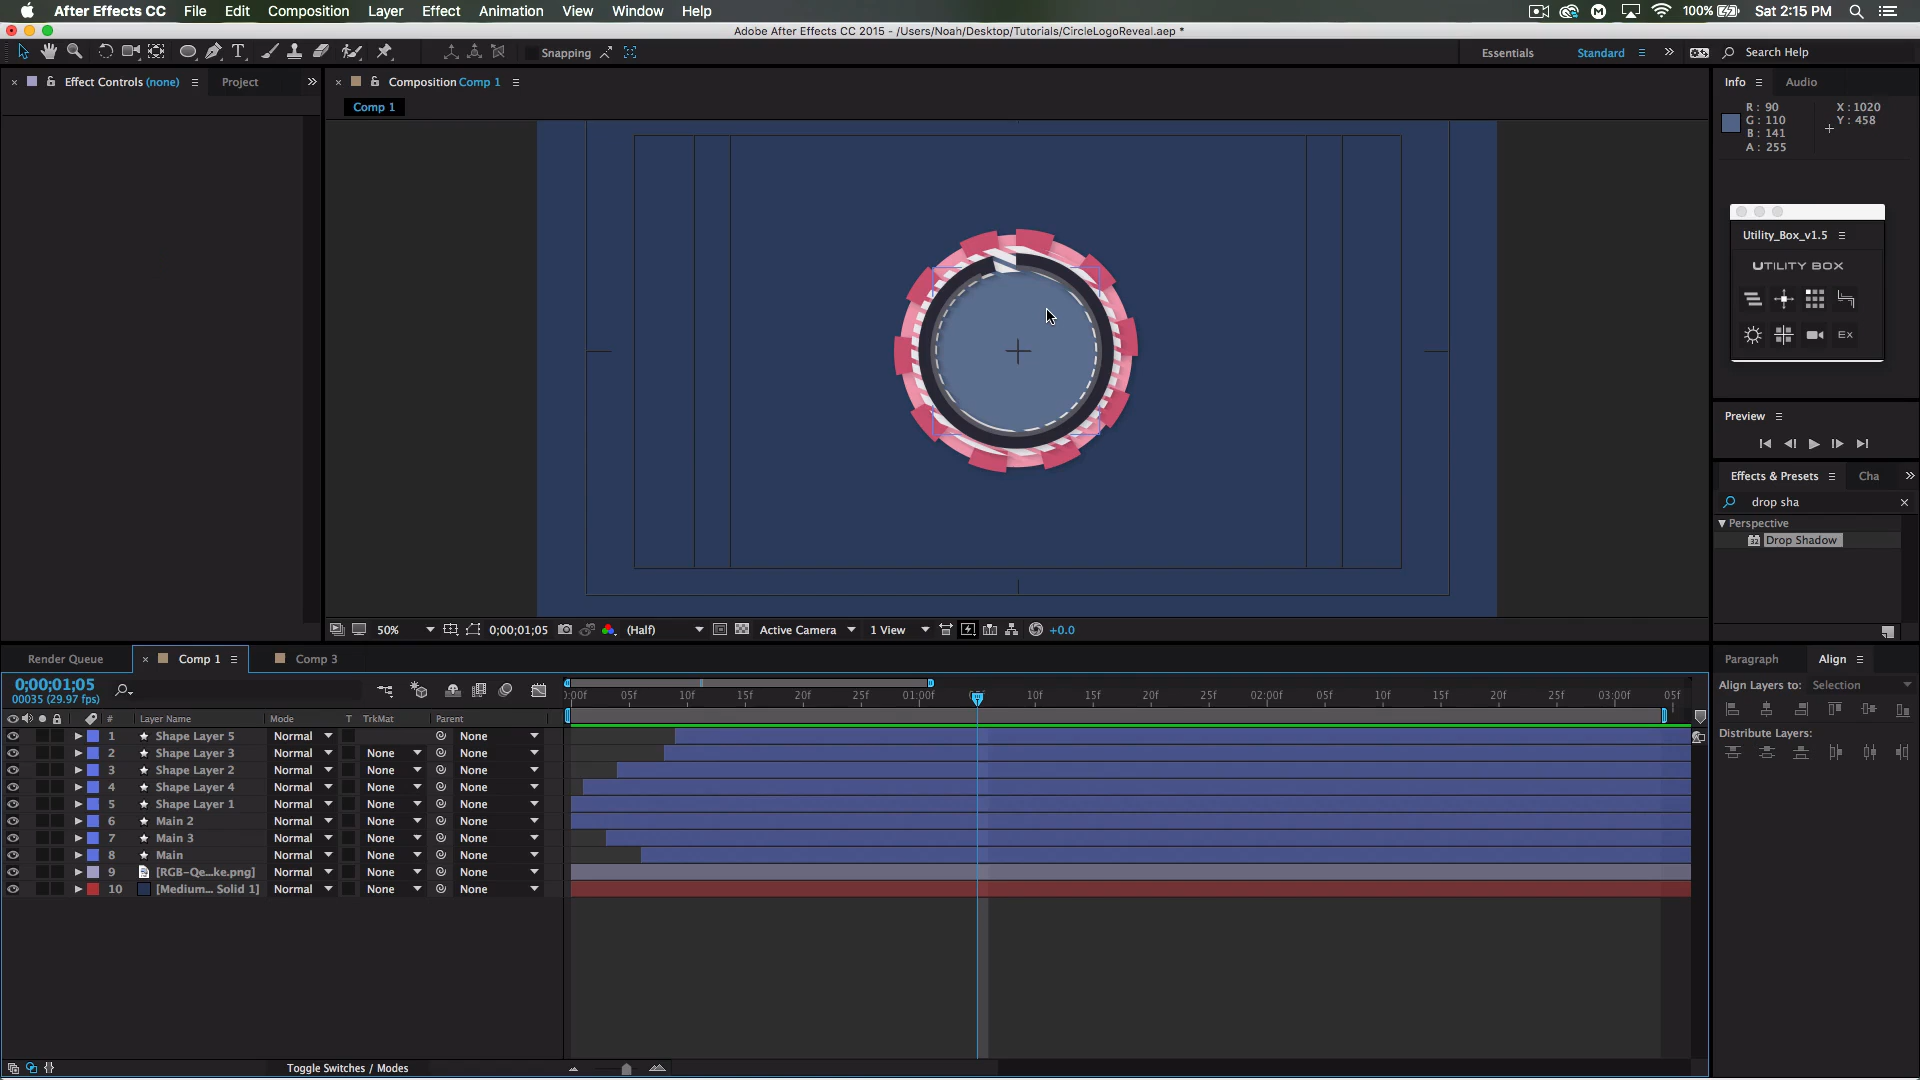 After Effects CC File Edit Composition Layer Effect Animation View Window Help 100% Sat 2:15 PM
Adobe After Effects CC 2015 - /Users/Noah/Desktop/Tutorials/CircleLogoReveal.aep *
T Snapping Essentials Standard Search Help
Effect Controls (none) Project Composition Comp 1 Info Audio
Comp 1
R : 90 X : 1020
G : 110 Y : 458
B : 141
A : 255
Utility_Box_v1.5
UTILITY BOX
EX
Preview
Effects & Presets Cha
drop sha
Perspective
32 Drop Shadow
50% 0;00;01;05 (Half) Active Camera 1 View +0.0
Render Queue Comp 1 Comp 3 Paragraph Align
0;00;01;05
00035 (29.97 fps)
Align Layers to: Selection
:00f 05f 10f 15f 20f 25f 01:00f 10f 15f 20f 25f 02:00f 05f 10f 15f 20f 25f 03:00f 05f
# Layer Name Mode T TrkMat Parent
Distribute Layers:
1 Shape Layer 5 Normal None
2 Shape Layer 3 Normal None None
3 Shape Layer 2 Normal None None
4 Shape Layer 4 Normal None None
5 Shape Layer 1 Normal None None
6 Main 2 Normal None None
7 Main 3 Normal None None
8 Main Normal None None
9 [RGB-Qe...ke.png] Normal None None
10 [Medium... Solid 1] Normal None None
Toggle Switches / Modes